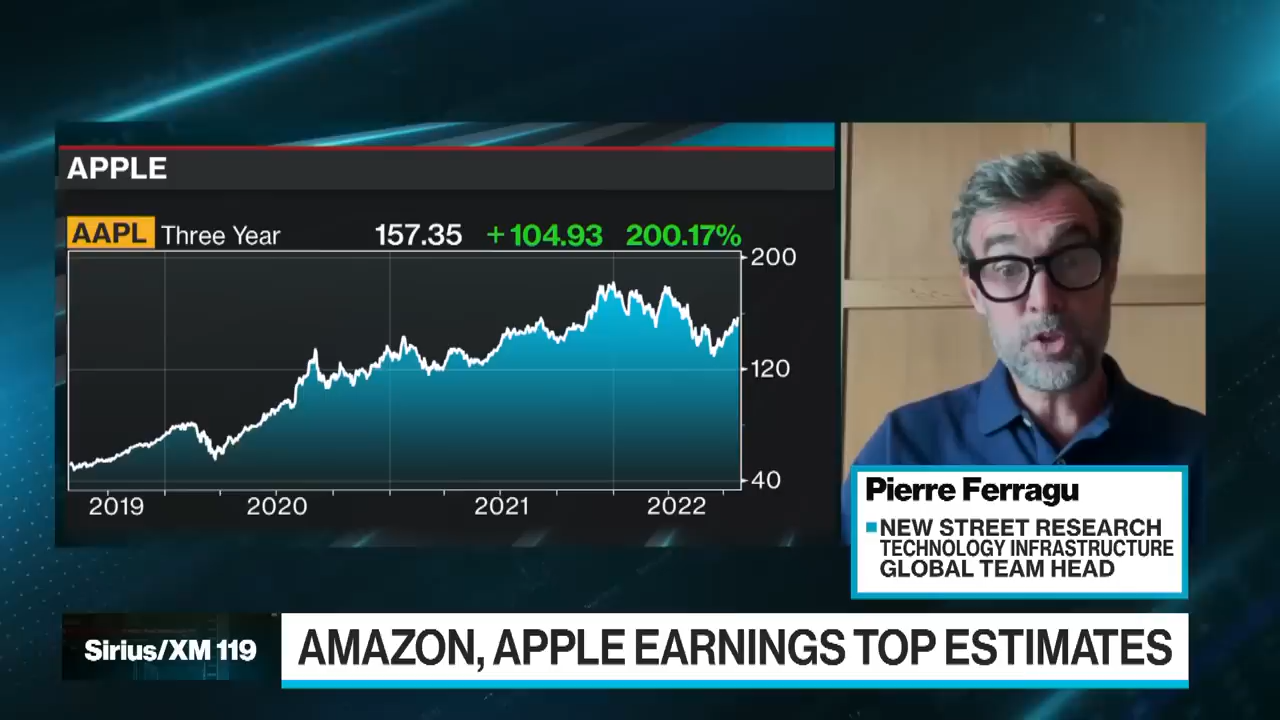 APPLE
AAPL Three Year 157.35 +104.93 200.17%
200
120
40
2019 2020 2021 2022
Pierre Ferragu
NEW STREET RESEARCH
TECHNOLOGY INFRASTRUCTURE
GLOBAL TEAM HEAD
Sirius/XM 119
AMAZON, APPLE EARNINGS TOP ESTIMATES